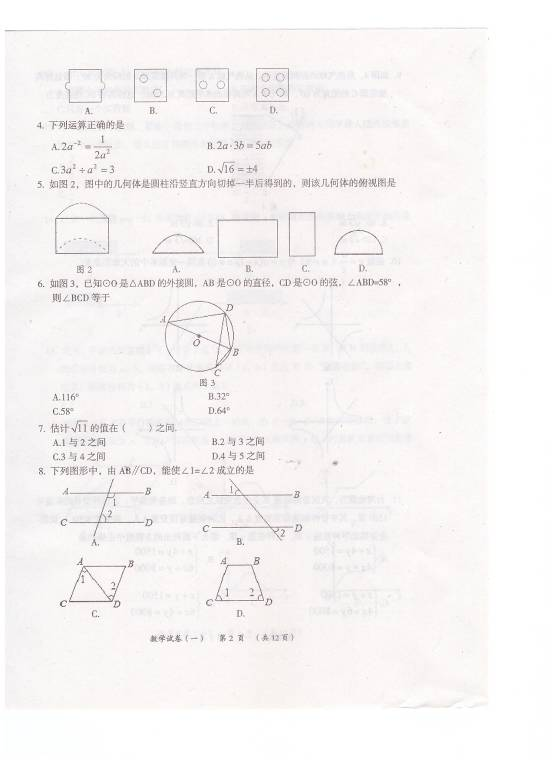 A.
B.
C.
D.
4. 下列运算正确的是
A.2a⁻² = 1/(2a²)
B.2a·3b = 5ab
C.3a² ÷ a² = 3
D.√16 = ±4
5. 如图 2，图中的几何体是圆柱沿竖直方向切掉一半后得到的，则该几何体的俯视图是
图 2
A.
B.
C.
D.
6. 如图 3，已知⊙O 是△ABD 的外接圆，AB 是⊙O 的直径，CD 是⊙O 的弦，∠ABD=58°，
则∠BCD 等于
D
A
O
B
C
图 3
A.116°
B.32°
C.58°
D.64°
7. 估计 √11 的值在（ ）之间.
A.1 与 2 之间
B.2 与 3 之间
C.3 与 4 之间
D.4 与 5 之间
8. 下列图形中，由 AB∥CD，能使∠1=∠2 成立的是
A B
1
2
C D
A.
A 1 B
C 2 D
B.
A B
1 2
C D
C.
A B
1 2
C D
D.
数学试卷（一） 第 2 页 （共 12 页）